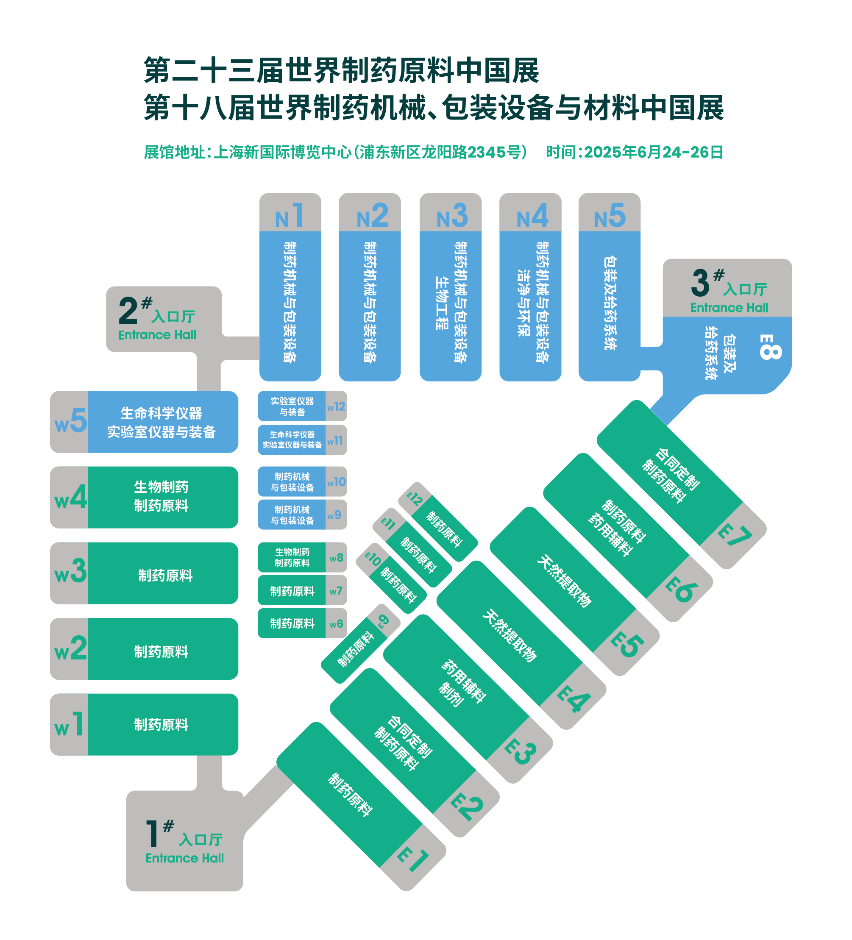 第二十三届世界制药原料中国展
第十八届世界制药机械、包装设备与材料中国展
展馆地址：上海新国际博览中心（浦东新区龙阳路2345号） 时间：2025年6月24-26日
N1
制药机械与包装设备
N2
制药机械与包装设备
N3
制药机械与包装设备
生物工程
N4
制药机械与包装设备
洁净与环保
N5
包装及给药系统
3# 入口厅
Entrance Hall
E8
包装及
给药系统
2# 入口厅
Entrance Hall
W5
生命科学仪器
实验室仪器与装备
W4
生物制药
制药原料
W3
制药原料
W2
制药原料
W1
制药原料
实验室仪器
与装备
W12
生命科学仪器
实验室仪器与装备
W11
制药机械
与包装设备
W10
制药机械
与包装设备
W9
生物制药
制药原料
W8
制药原料
W7
制药原料
W6
E12
制药原料
E11
制药原料
E10
制药原料
E9
制药原料
合同定制
制药原料
E7
制药原料
药用辅料
E6
天然提取物
E5
天然提取物
E4
药用辅料
制剂
E3
合同定制
制药原料
E2
制药原料
E1
1# 入口厅
Entrance Hall